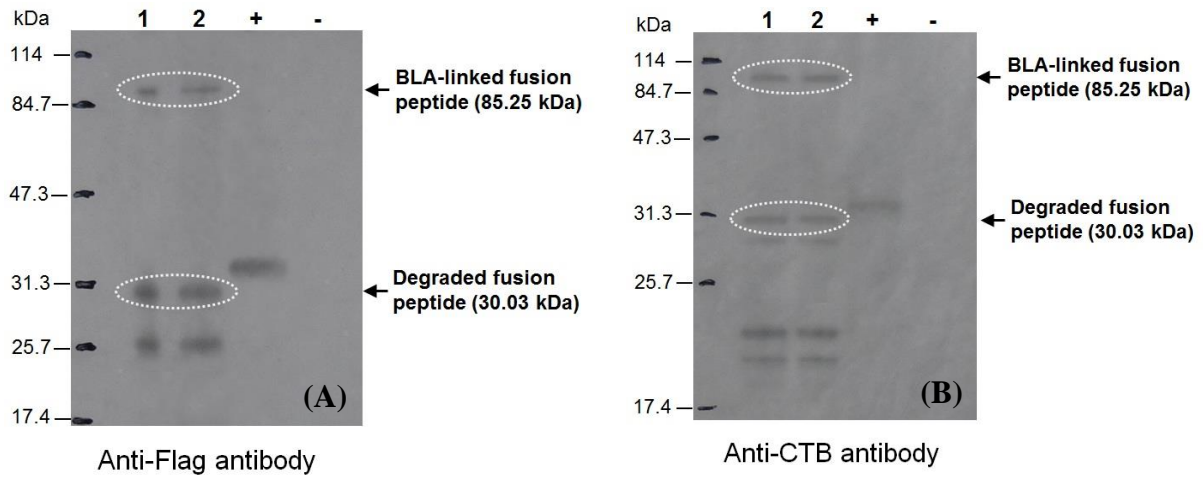 kDa 1 2 + -
114
84.7
47.3
31.3
25.7
17.4
BLA-linked fusion
peptide (85.25 kDa)
Degraded fusion
peptide (30.03 kDa)
(A)
Anti-Flag antibody
kDa 1 2 + -
114
84.7
47.3
31.3
25.7
17.4
BLA-linked fusion
peptide (85.25 kDa)
Degraded fusion
peptide (30.03 kDa)
(B)
Anti-CTB antibody